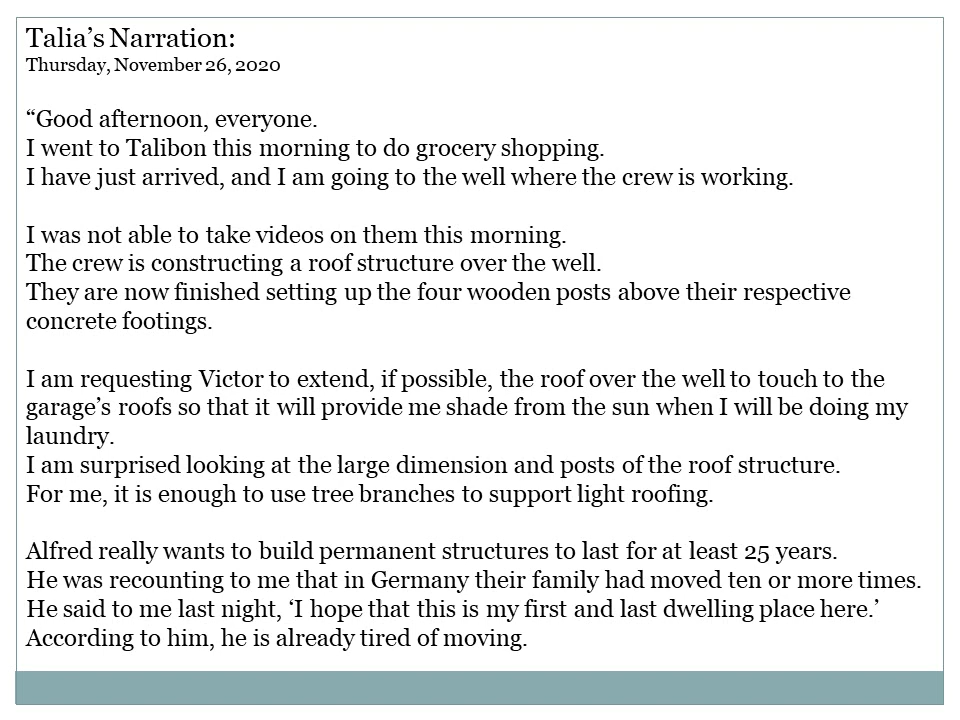 Talia’s Narration:
Thursday, November 26, 2020
“Good afternoon, everyone.
I went to Talibon this morning to do grocery shopping.
I have just arrived, and I am going to the well where the crew is working.
I was not able to take videos on them this morning.
The crew is constructing a roof structure over the well.
They are now finished setting up the four wooden posts above their respective
concrete footings.
I am requesting Victor to extend, if possible, the roof over the well to touch to the
garage’s roofs so that it will provide me shade from the sun when I will be doing my
laundry.
I am surprised looking at the large dimension and posts of the roof structure.
For me, it is enough to use tree branches to support light roofing.
Alfred really wants to build permanent structures to last for at least 25 years.
He was recounting to me that in Germany their family had moved ten or more times.
He said to me last night, ‘I hope that this is my first and last dwelling place here.’
According to him, he is already tired of moving.